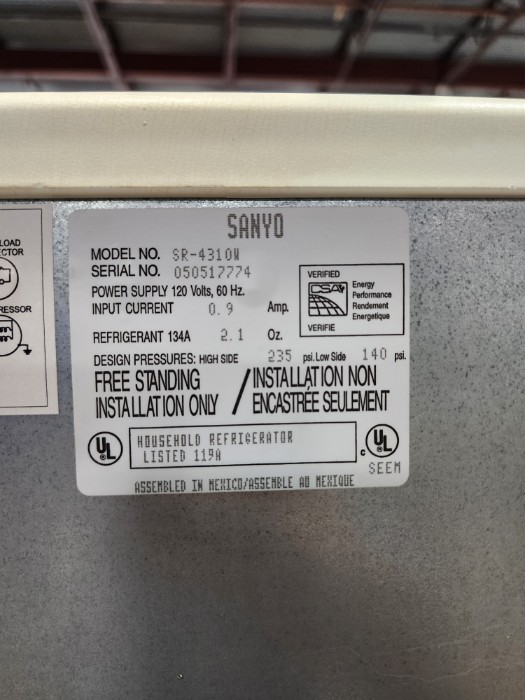 SANYO
MODEL NO. SR-4310W
SERIAL NO. 050517774
POWER SUPPLY 120 Volts, 60 Hz.
INPUT CURRENT 0.9 Amp.
REFRIGERANT 134A 2.1 Oz.
DESIGN PRESSURES: HIGH SIDE 235 psi. Low Side 140 psi.
FREE STANDING
INSTALLATION ONLY / INSTALLATION NON
ENCASTRÉE SEULEMENT
VERIFIED
CSA
VERIFIE
Energy
Performance
Rendement
Energetique
UL
HOUSEHOLD REFRIGERATOR
LISTED 119A
c UL
SEEM
ASSEMBLED IN MEXICO/ASSEMBLE AU MEXIQUE